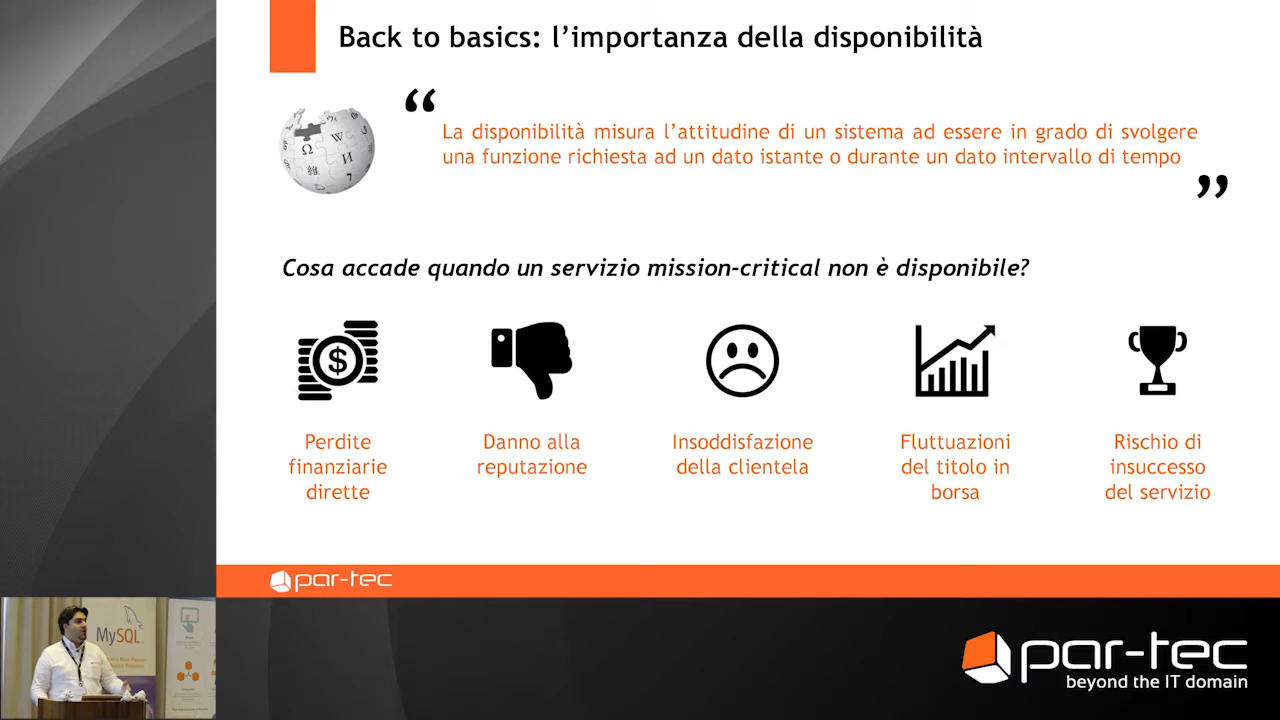 Back to basics: l’importanza della disponibilità
“
La disponibilità misura l’attitudine di un sistema ad essere in grado di svolgere
una funzione richiesta ad un dato istante o durante un dato intervallo di tempo
”
Ω W И 維 7
Cosa accade quando un servizio mission-critical non è disponibile?
$
Perdite
finanziarie
dirette
Danno alla
reputazione
Insoddisfazione
della clientela
Fluttuazioni
del titolo in
borsa
Rischio di
insuccesso
del servizio
par-tec
MySQL
par-tec
beyond the IT domain